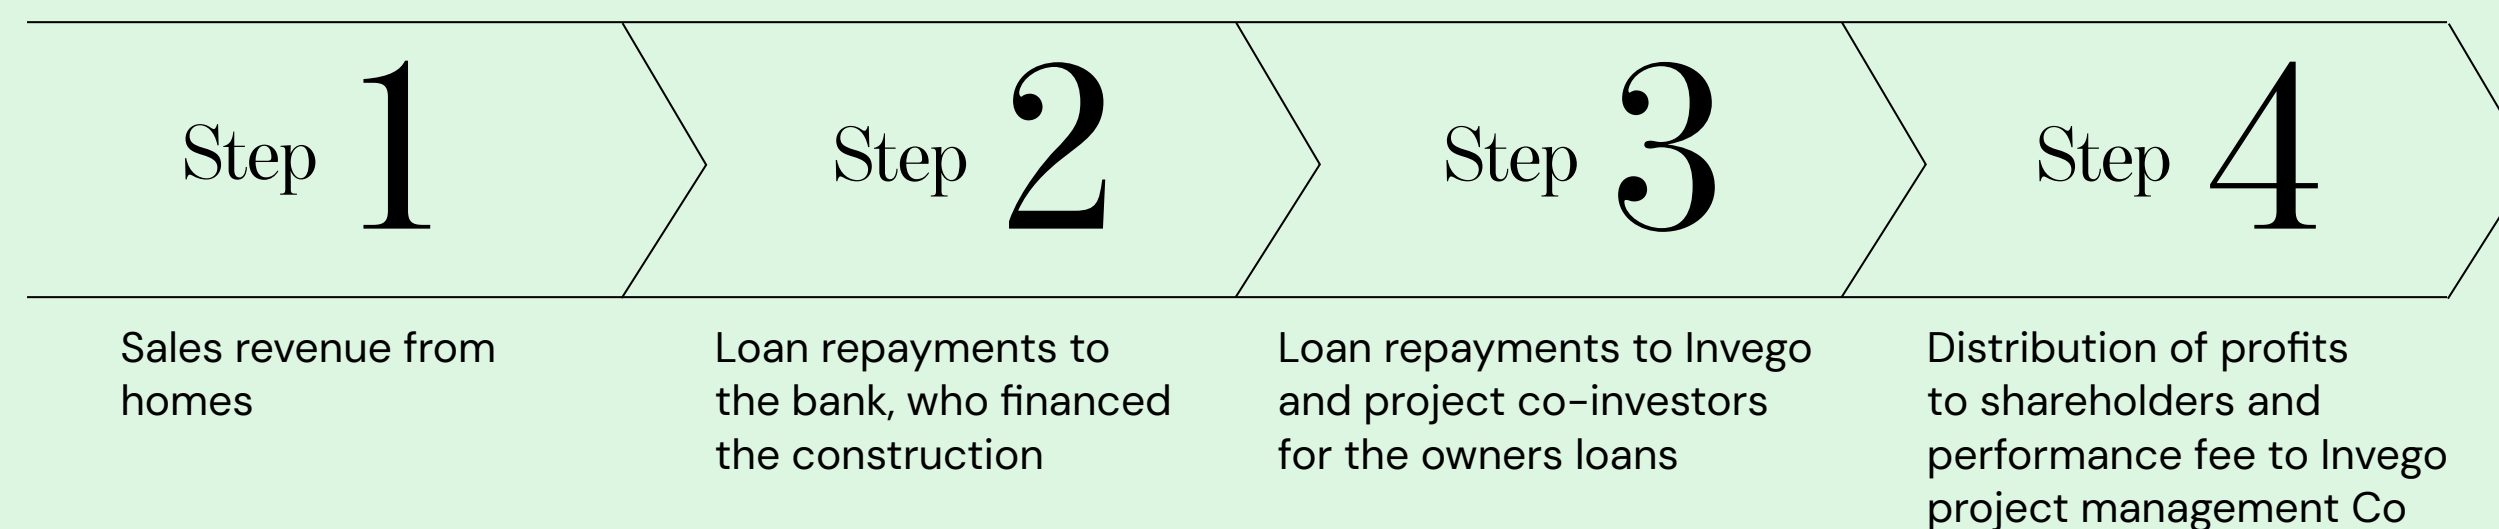 Step 1
Step 2
Step 3
Step 4
Sales revenue from
homes
Loan repayments to
the bank, who financed
the construction
Loan repayments to Invego
and project co-investors
for the owners loans
Distribution of profits
to shareholders and
performance fee to Invego
project management Co